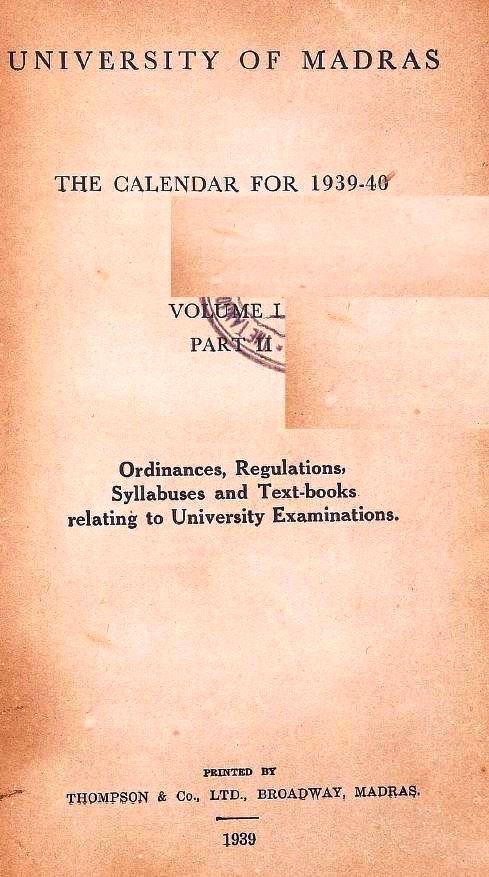 UNIVERSITY OF MADRAS
THE CALENDAR FOR 1939-40
VOLUME I
PART II
Ordinances, Regulations,
Syllabuses and Text-books
relating to University Examinations.
PRINTED BY
THOMPSON & Co., LTD., BROADWAY, MADRAS.
1939